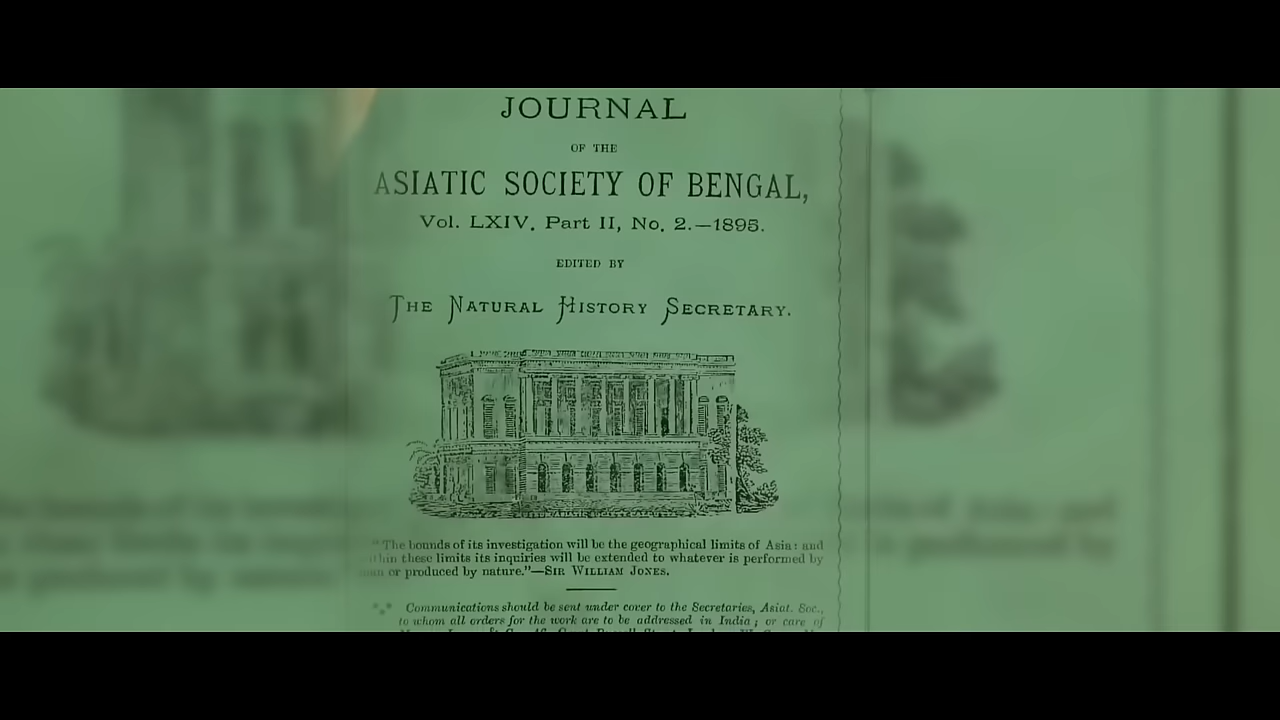 JOURNAL
OF THE
ASIATIC SOCIETY OF BENGAL,
Vol. LXIV. Part II, No. 2.—1895.
EDITED BY
THE NATURAL HISTORY SECRETARY.
"The bounds of its investigation will be the geographical limits of Asia: and
these limits its inquiries will be extended to whatever is performed by
or produced by nature."—SIR WILLIAM JONES.
Communications should be sent under cover to the Secretaries, Asiat. Soc.,
to whom all orders for the work are to be addressed in India; or care of